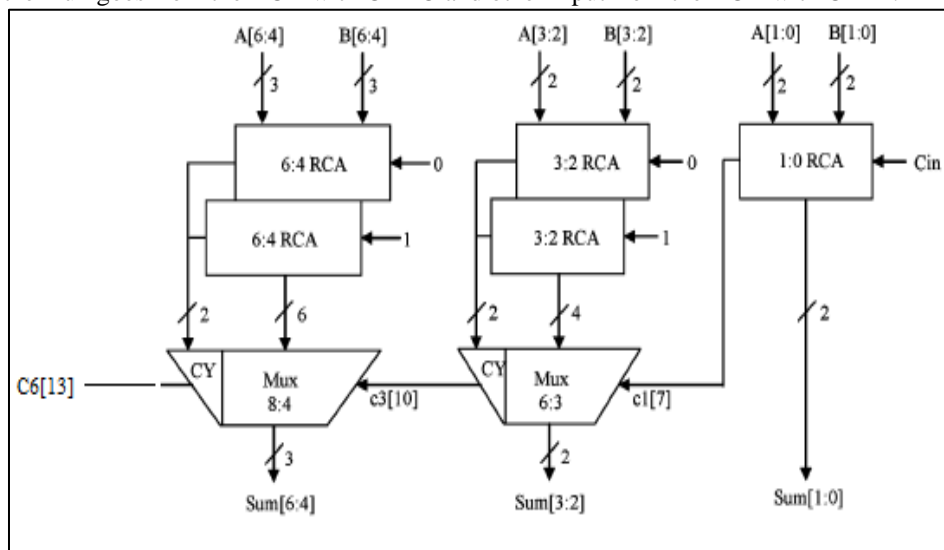 A[6:4] B[6:4] A[3:2] B[3:2] A[1:0] B[1:0]
3 3 2 2 2 2
6:4 RCA 0 3:2 RCA 0 1:0 RCA Cin
6:4 RCA 1 3:2 RCA 1
2 6 2 4 2
CY Mux 8:4 CY Mux 6:3
C6[13] c3[10] c1[7]
3 2
Sum[6:4] Sum[3:2] Sum[1:0]